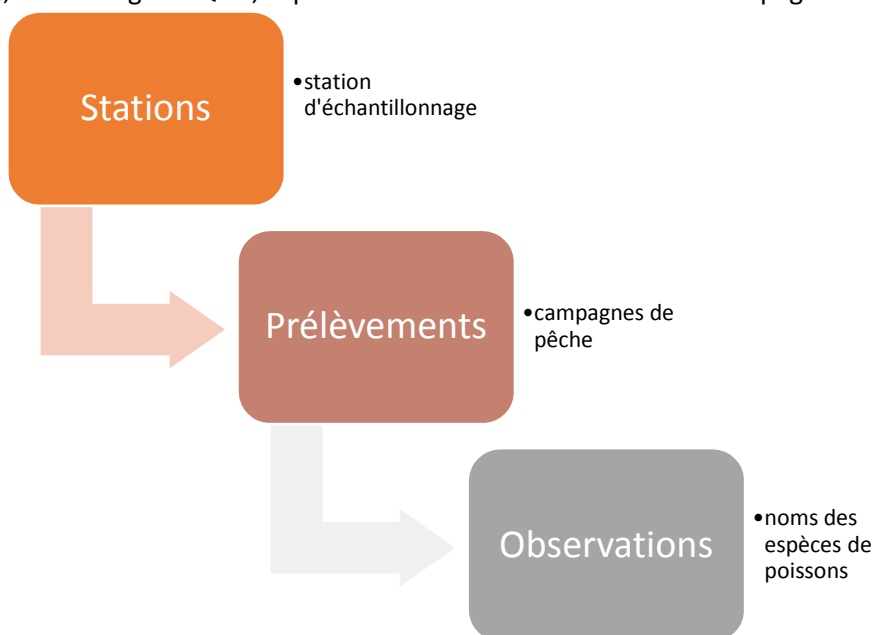 Stations
•station
d'échantillonnage
Prélèvements
•campagnes de
pêche
Observations
•noms des
espèces de
poissons